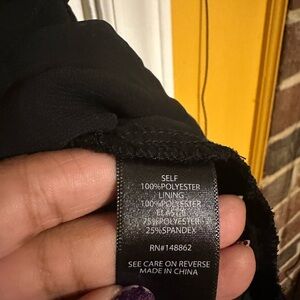 SELF
100%POLYESTER
LINING
100%POLYESTER
ELASTIC
75%POLYESTER
25%SPANDEX
RN#148862
SEE CARE ON REVERSE
MADE IN CHINA